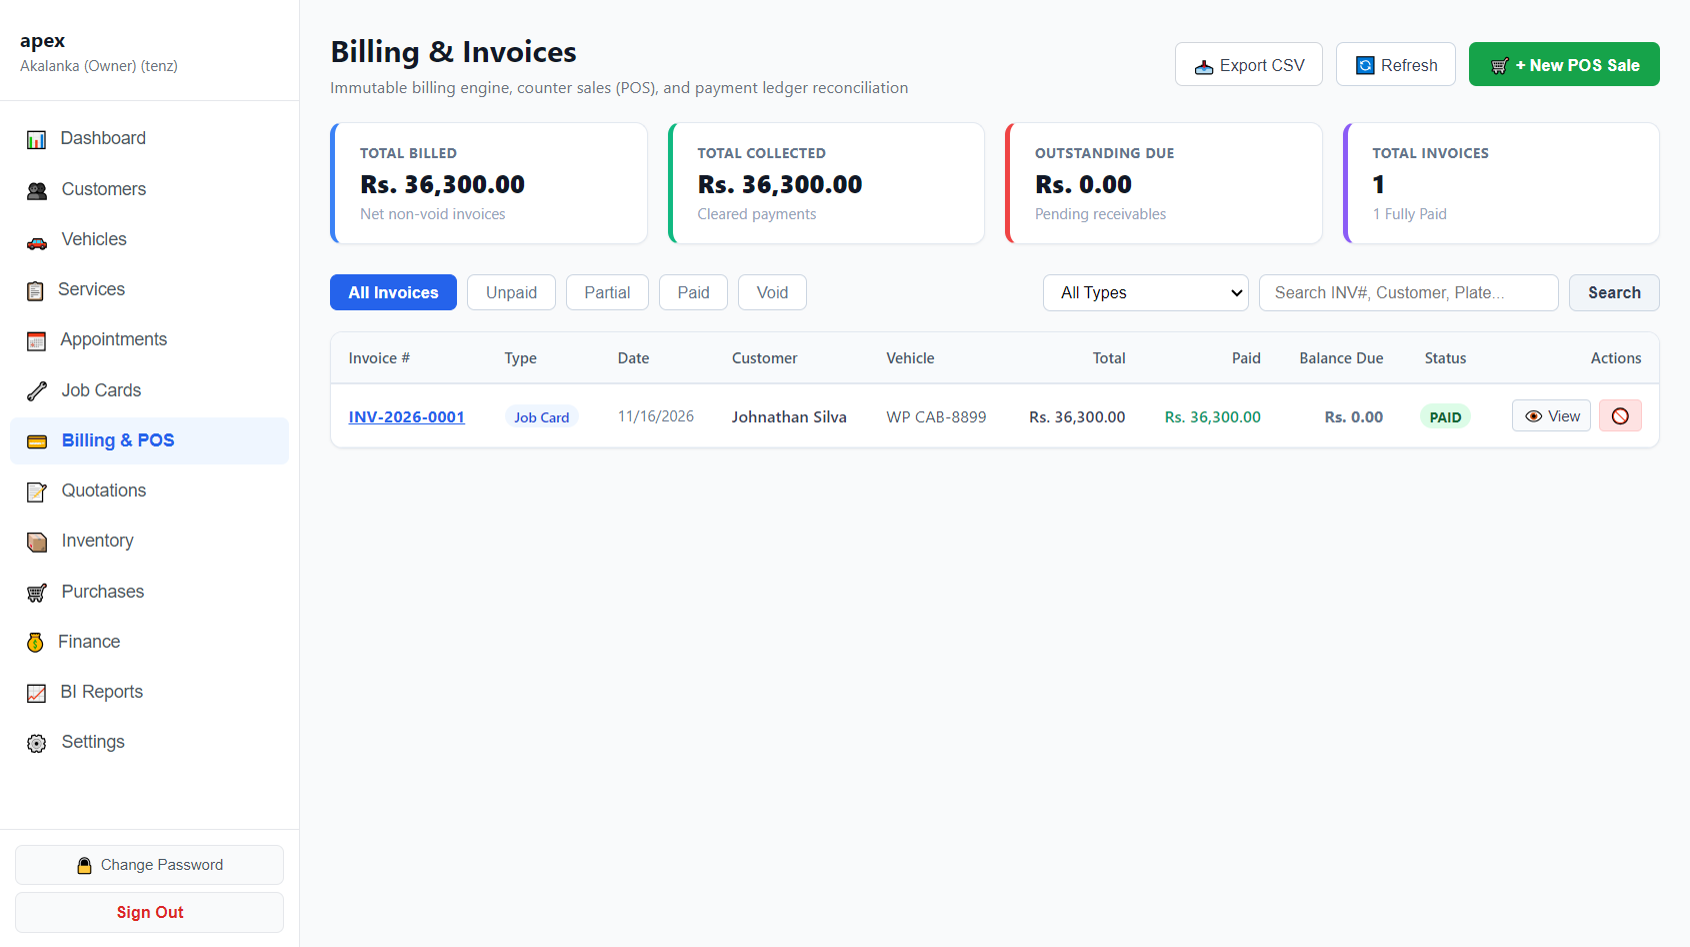 apex
Akalanka (Owner) (tenz)
Dashboard
Customers
Vehicles
Services
Appointments
Job Cards
Billing & POS
Quotations
Inventory
Purchases
Finance
BI Reports
Settings
Change Password
Sign Out
Billing & Invoices
Immutable billing engine, counter sales (POS), and payment ledger reconciliation
Export CSV
Refresh
+ New POS Sale
TOTAL BILLED
Rs. 36,300.00
Net non-void invoices
TOTAL COLLECTED
Rs. 36,300.00
Cleared payments
OUTSTANDING DUE
Rs. 0.00
Pending receivables
TOTAL INVOICES
1
1 Fully Paid
All Invoices Unpaid Partial Paid Void
All Types
Search INV#, Customer, Plate...
Search
Invoice # Type Date Customer Vehicle Total Paid Balance Due Status Actions
INV-2026-0001 Job Card 11/16/2026 Johnathan Silva WP CAB-8899 Rs. 36,300.00 Rs. 36,300.00 Rs. 0.00 PAID View